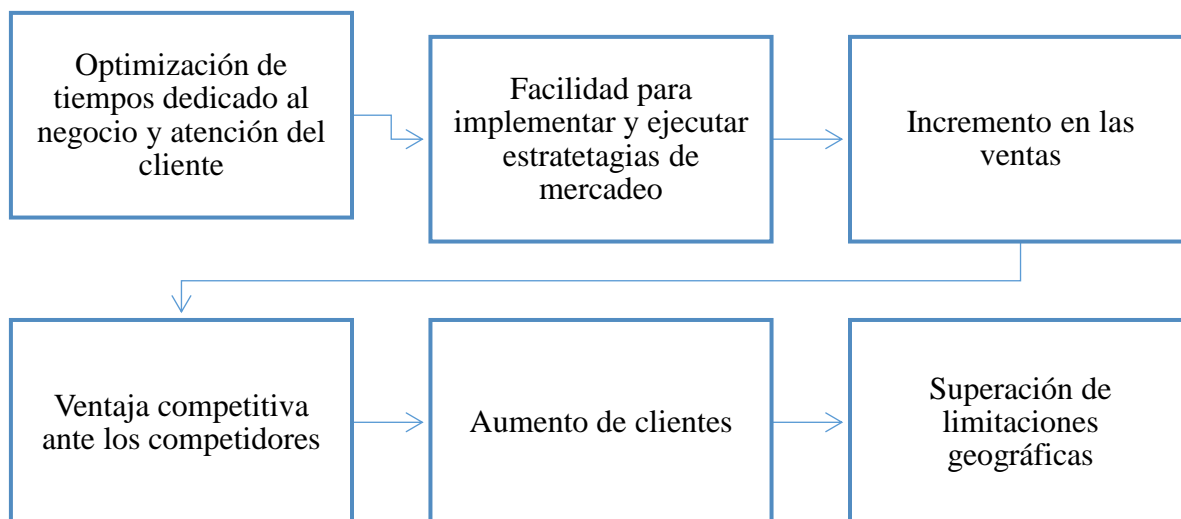 Optimización de
tiempos dedicado al
negocio y atención del
cliente
Facilidad para
implementar y ejecutar
estratetagias de
mercadeo
Incremento en las
ventas
Ventaja competitiva
ante los competidores
Aumento de clientes
Superación de
limitaciones
geográficas